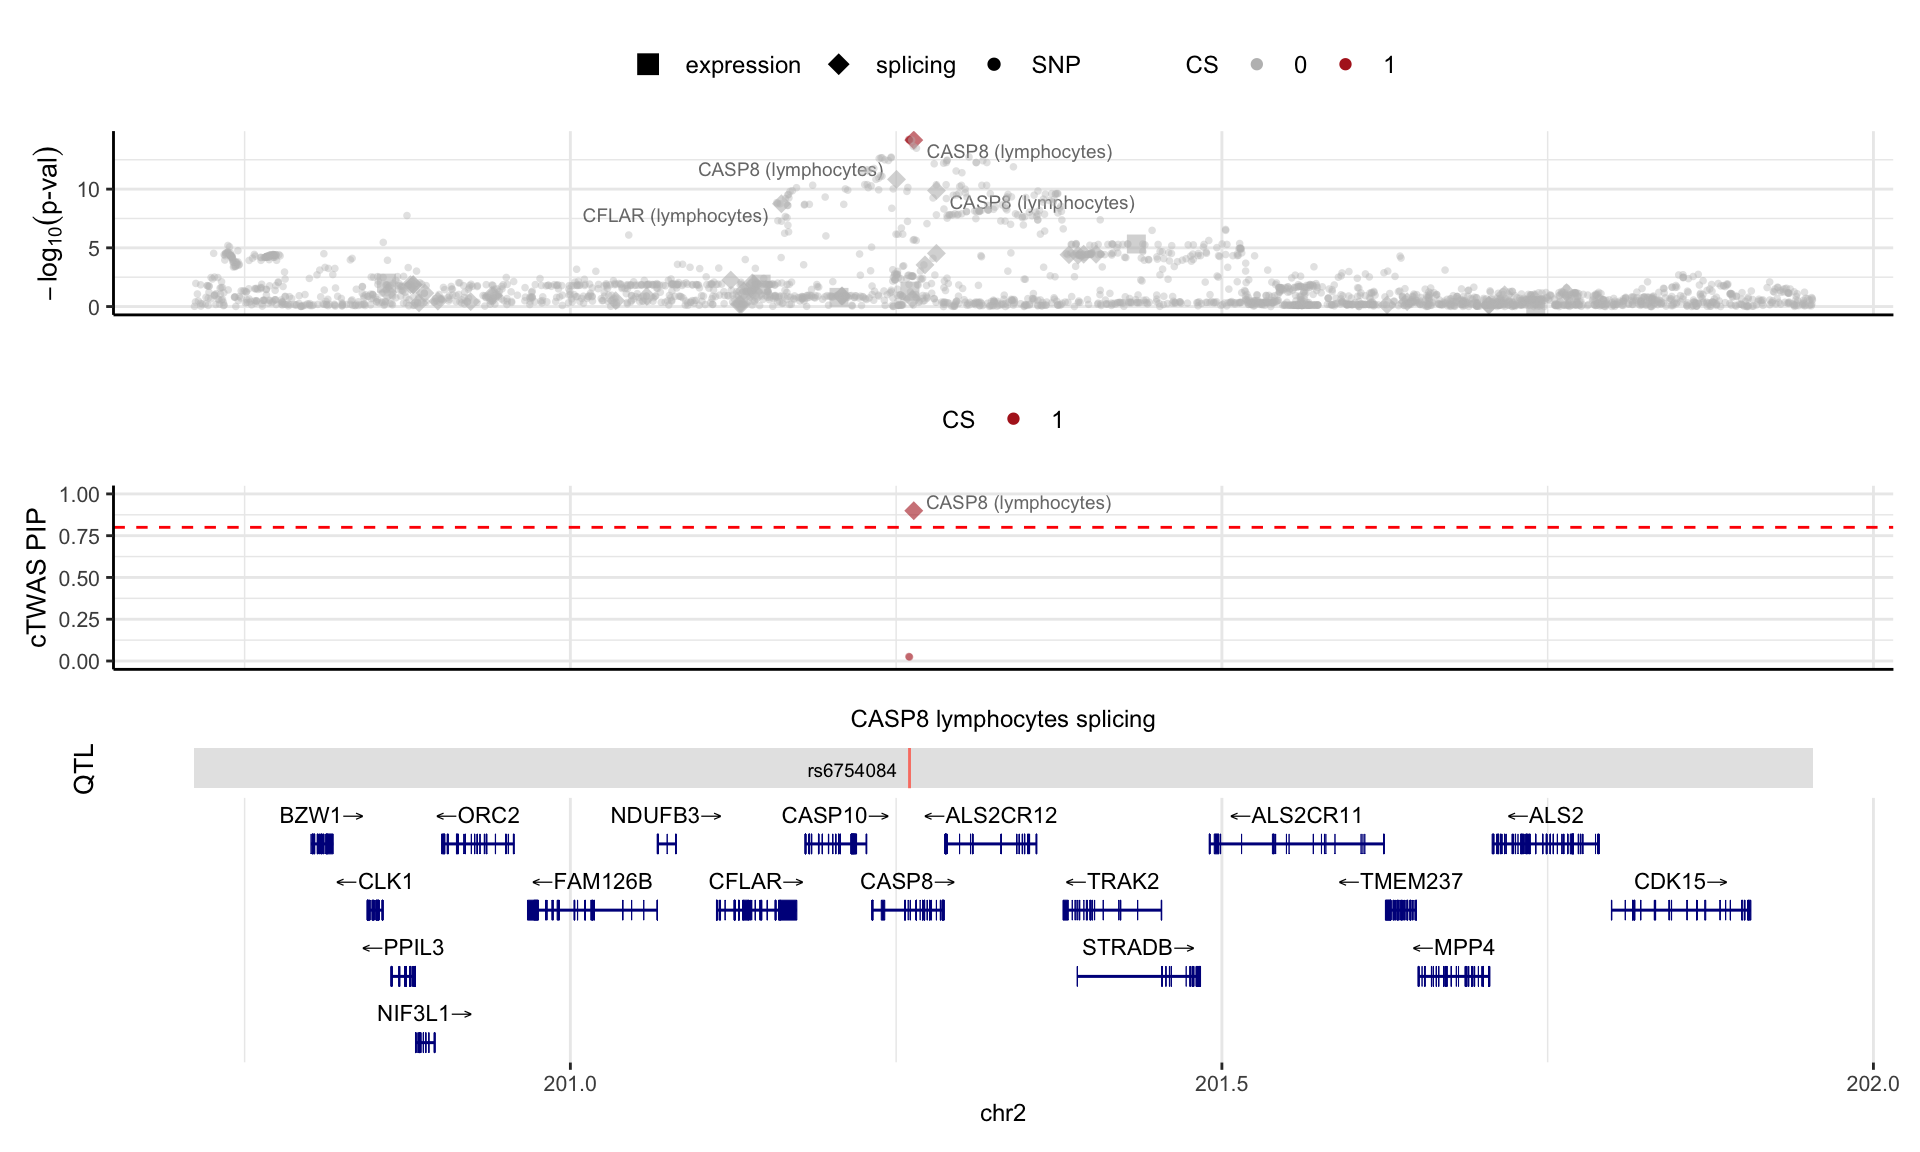 expression splicing SNP CS 0 1
−log10(p-val)
10
5
0
CASP8 (lymphocytes)
CASP8 (lymphocytes)
CASP8 (lymphocytes)
CFLAR (lymphocytes)
CS 1
cTWAS PIP
1.00
0.75
0.50
0.25
0.00
CASP8 (lymphocytes)
CASP8 lymphocytes splicing
QTL
rs6754084
BZW1→ ←ORC2 NDUFB3→ CASP10→ ←ALS2CR12 ←ALS2CR11 ←ALS2
←CLK1 ←FAM126B CFLAR→ CASP8→ ←TRAK2 ←TMEM237 CDK15→
←PPIL3 STRADB→ ←MPP4
NIF3L1→
201.0 201.5 202.0
chr2